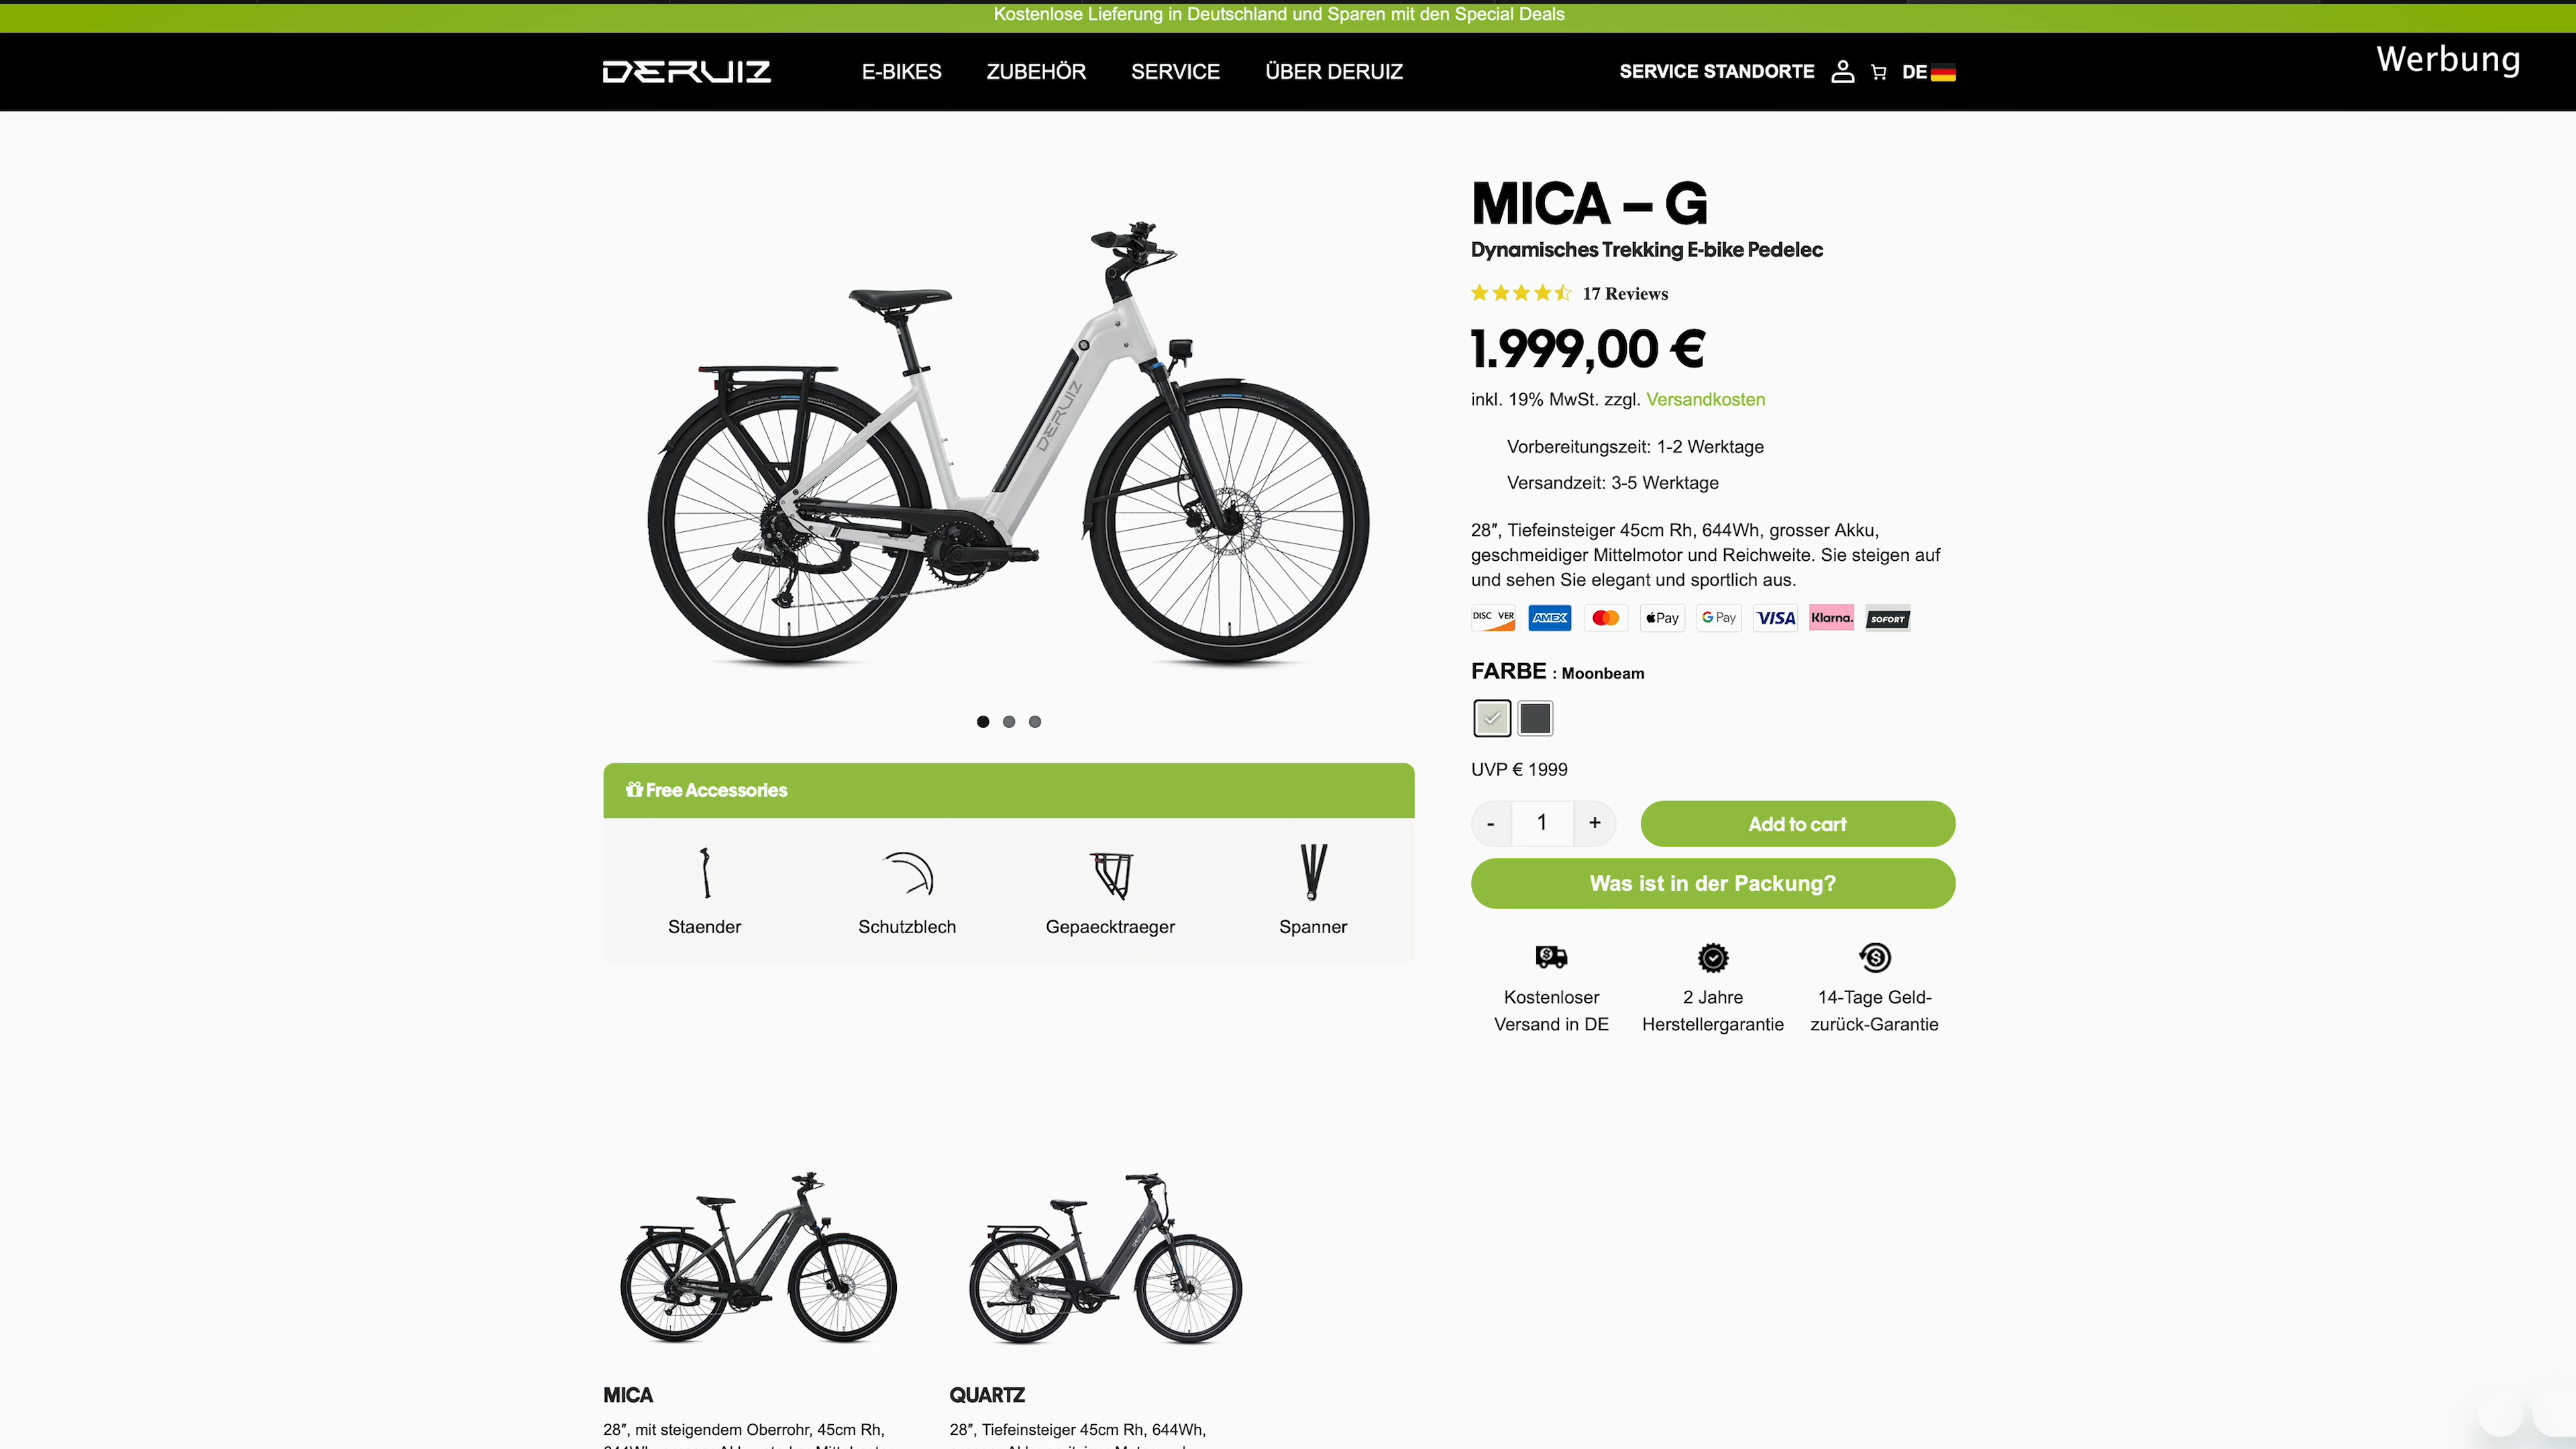 Kostenlose Lieferung in Deutschland und Sparen mit den Special Deals
DERUIZ
E-BIKES
ZUBEHÖR
SERVICE
ÜBER DERUIZ
SERVICE STANDORTE
DE
Werbung
MICA – G
Dynamisches Trekking E-bike Pedelec
17 Reviews
1.999,00 €
inkl. 19% MwSt. zzgl. Versandkosten
Vorbereitungszeit: 1-2 Werktage
Versandzeit: 3-5 Werktage
28″, Tiefeinsteiger 45cm Rh, 644Wh, grosser Akku,
geschmeidiger Mittelmotor und Reichweite. Sie steigen auf
und sehen Sie elegant und sportlich aus.
DISC VER
AMEX
Pay
G Pay
VISA
Klarna.
SOFORT
FARBE : Moonbeam
UVP € 1999
- 1 +
Add to cart
Was ist in der Packung?
Kostenloser
Versand in DE
2 Jahre
Herstellergarantie
14-Tage Geld-
zurück-Garantie
DERUIZ
Free Accessories
Staender
Schutzblech
Gepaecktraeger
Spanner
MICA
28″, mit steigendem Oberrohr, 45cm Rh,
QUARTZ
28″, Tiefeinsteiger 45cm Rh, 644Wh,